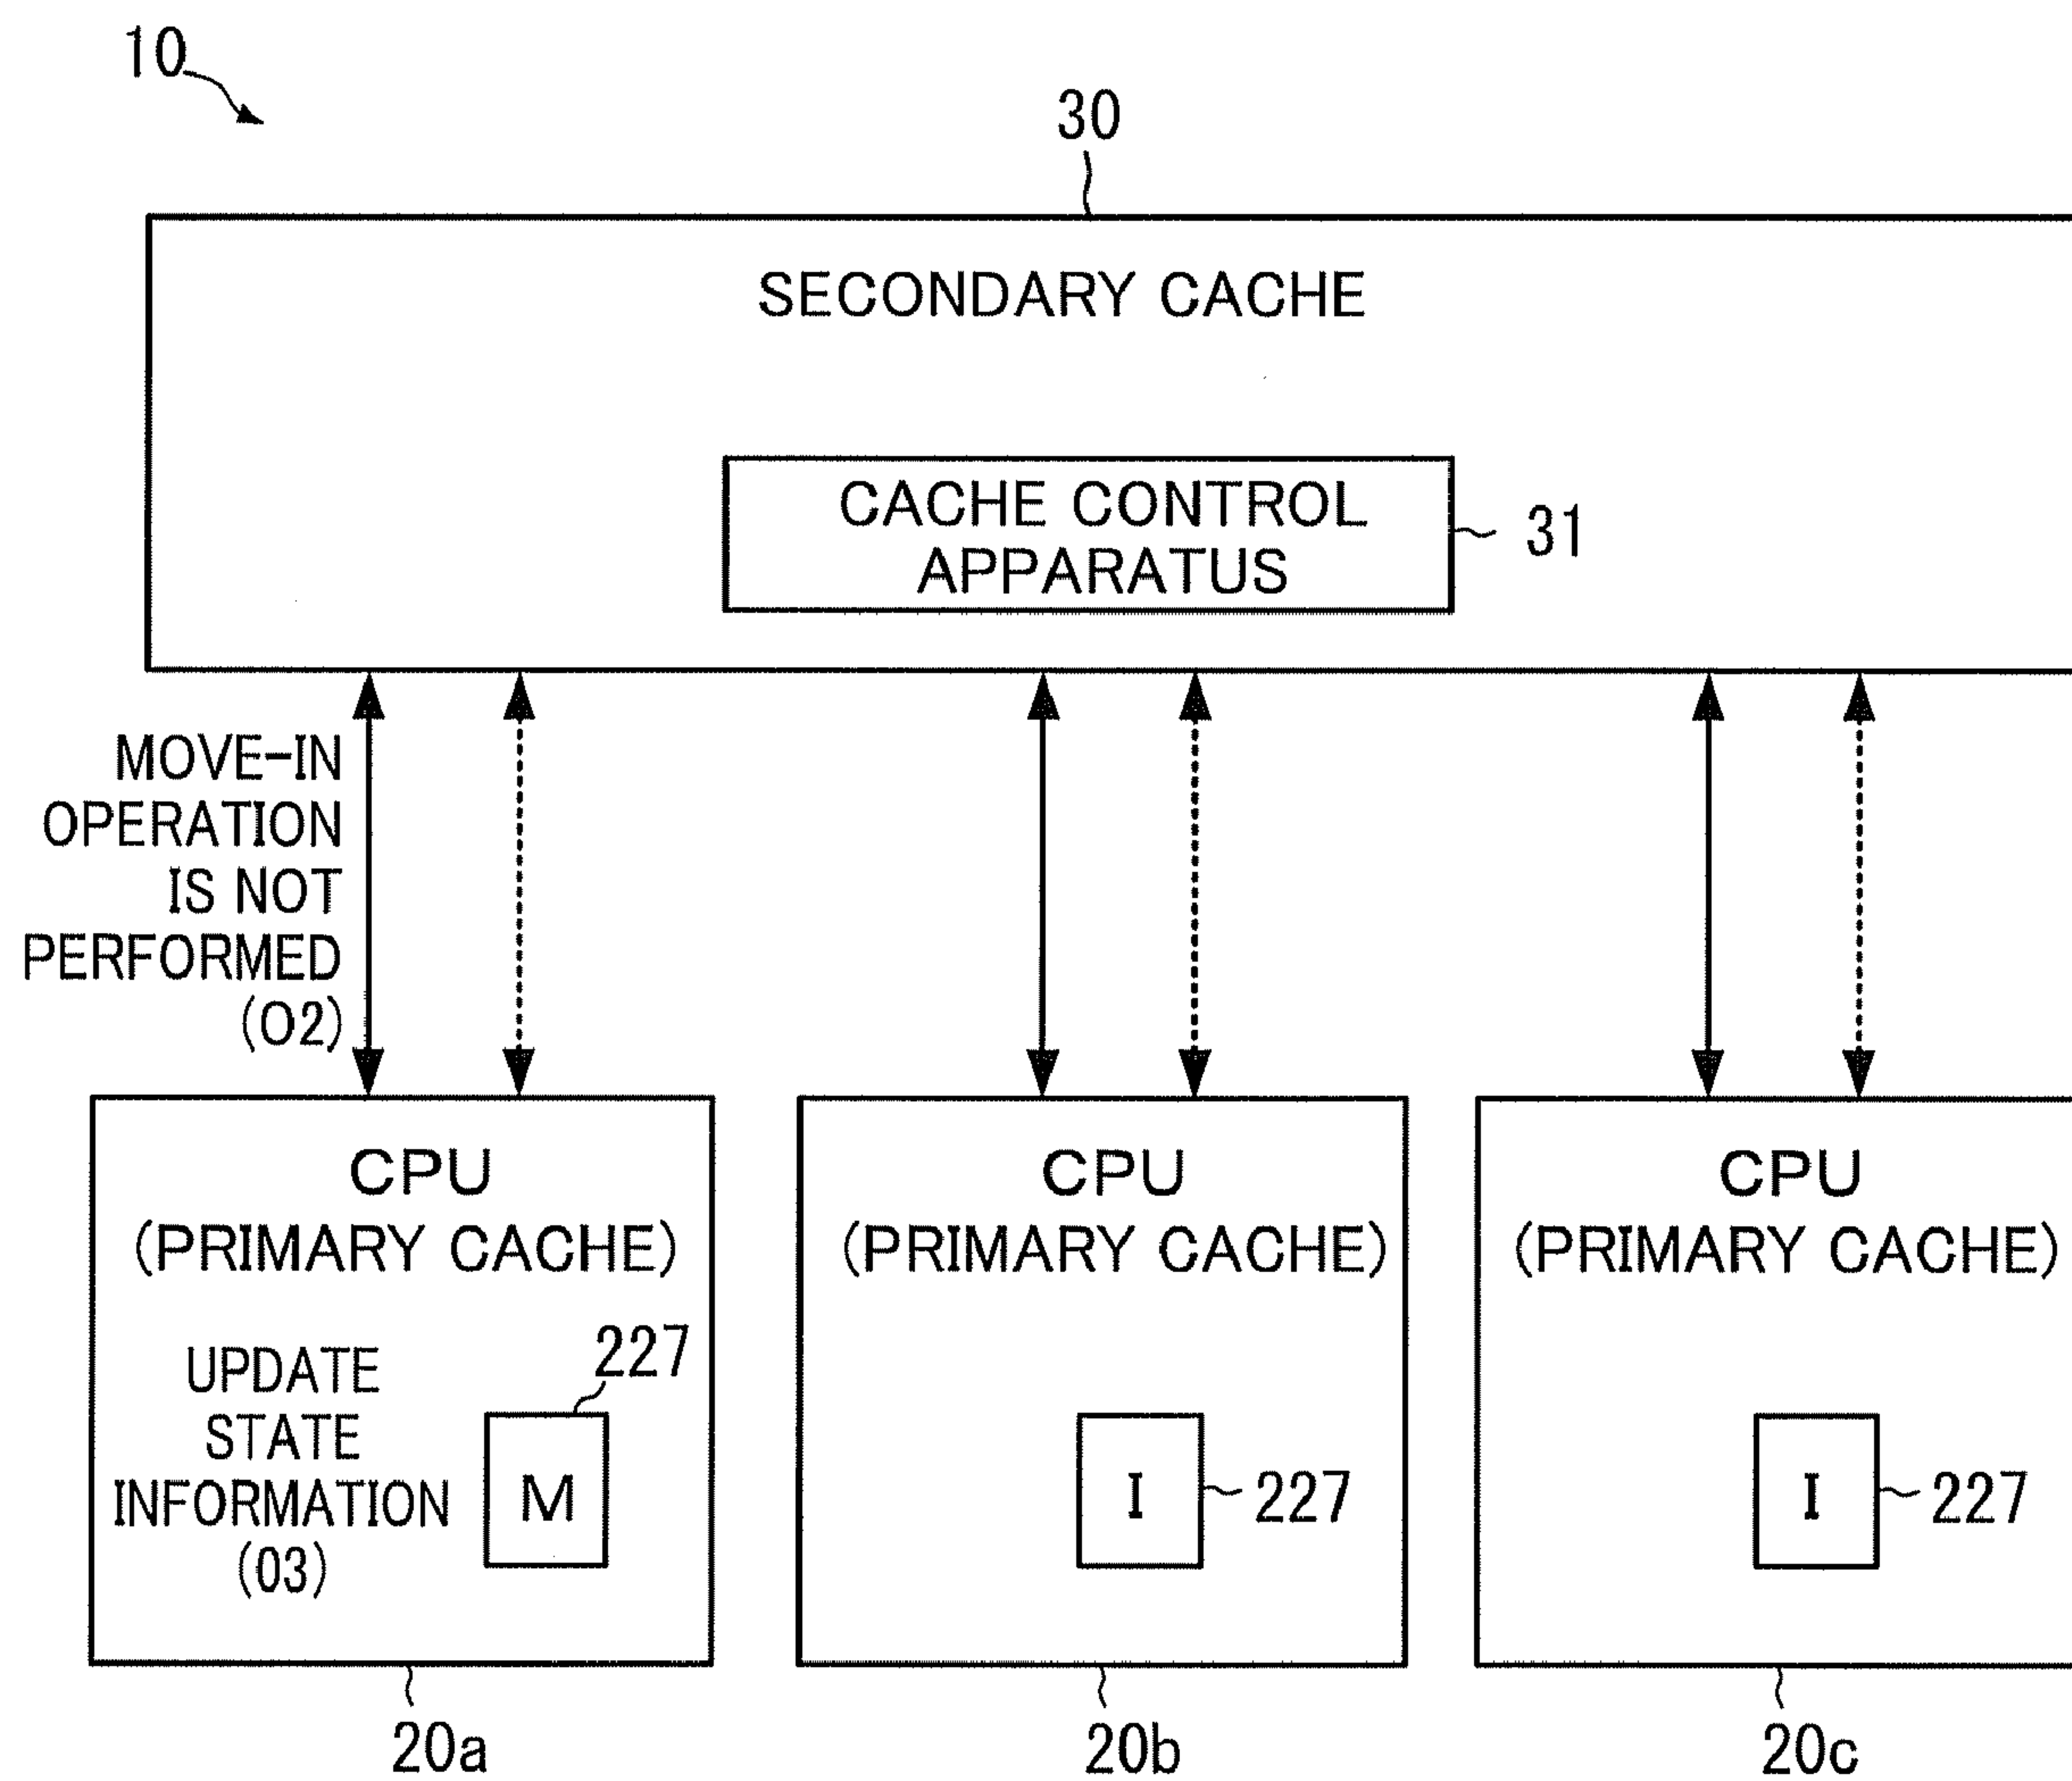 10
30
SECONDARY CACHE
CACHE CONTROL
APPARATUS
31
MOVE-IN
OPERATION
IS NOT
PERFORMED
(O2)
CPU
(PRIMARY CACHE)
UPDATE
STATE
INFORMATION
(03)
227
M
20a
CPU
(PRIMARY CACHE)
I
227
20b
CPU
(PRIMARY CACHE)
I
227
20c